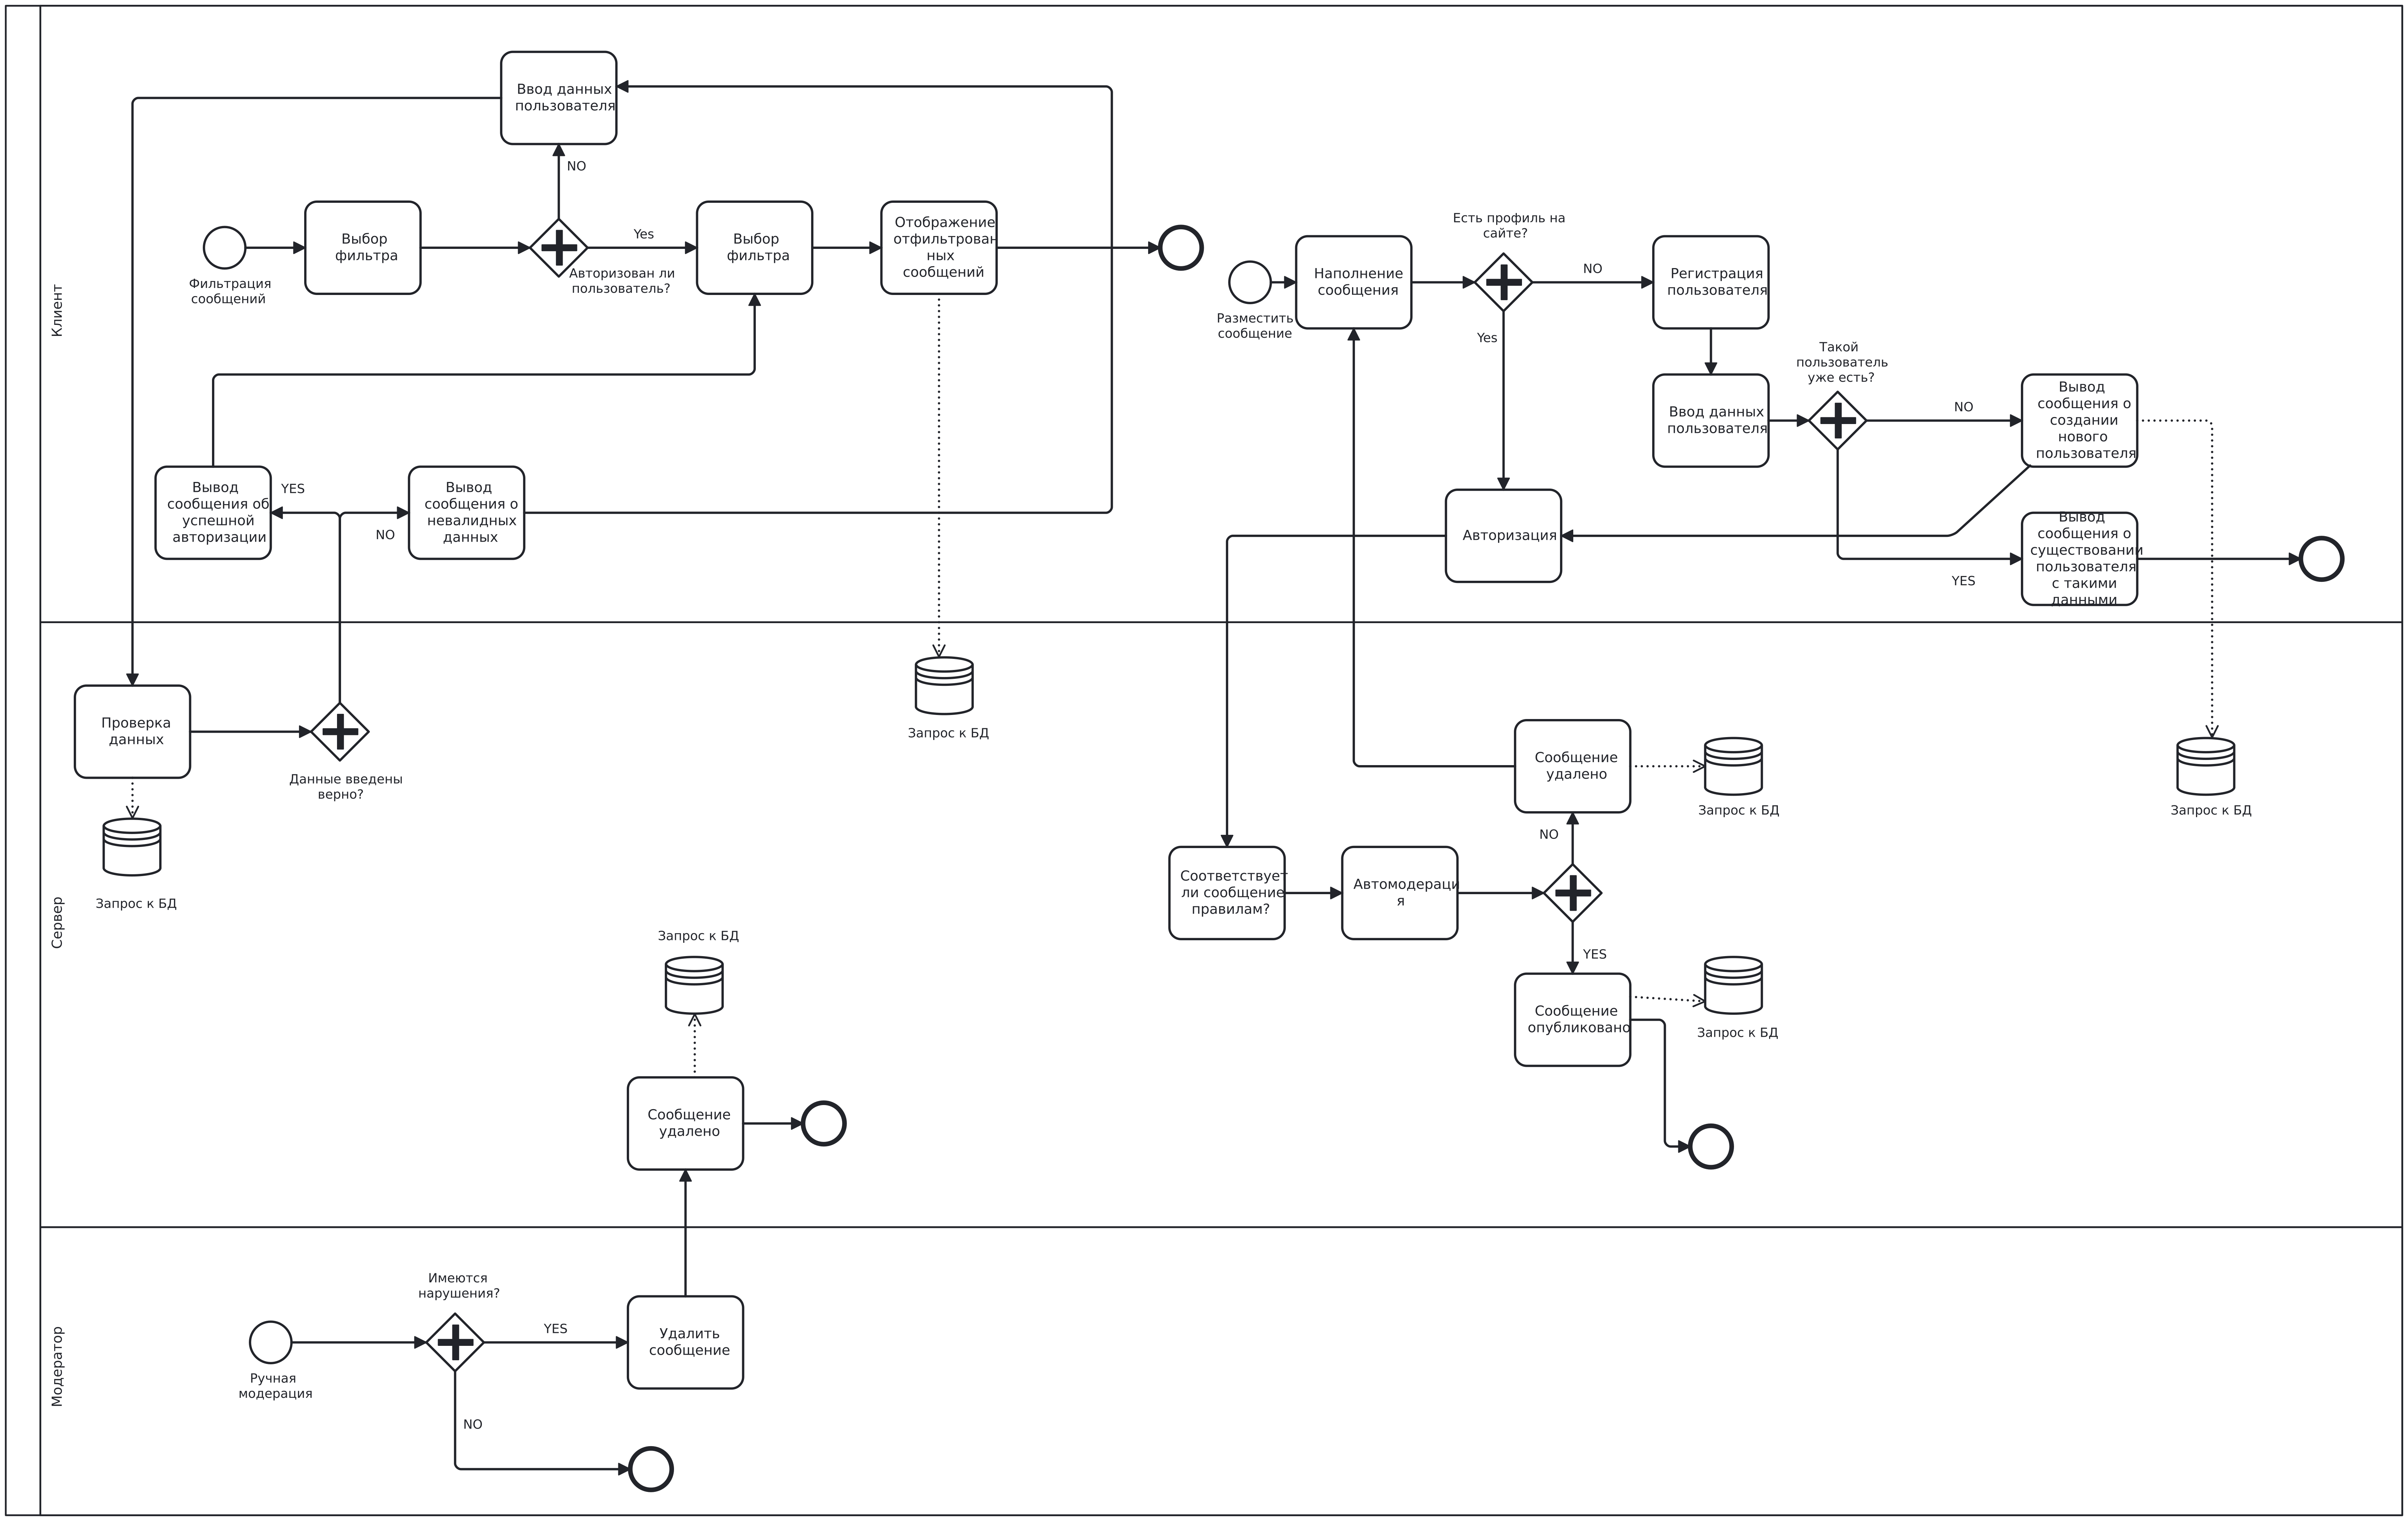 Клиент
Ввод данных
пользователя
NO
Фильтрация
сообщений
Выбор
фильтра
Yes
Авторизован ли
пользователь?
Выбор
фильтра
Отображение
отфильтрован
ных
сообщений
Вывод
сообщения об
успешной
авторизации
YES
NO
Вывод
сообщения о
невалидных
данных
Разместить
сообщение
Наполнение
сообщения
Есть профиль на
сайте?
NO
Yes
Регистрация
пользователя
Ввод данных
пользователя
Такой
пользователь
уже есть?
NO
YES
Вывод
сообщения о
создании
нового
пользователя
Авторизация
Вывод
сообщения о
существовании
пользователя
с такими
данными
Сервер
Проверка
данных
Данные введены
верно?
Запрос к БД
Запрос к БД
Запрос к БД
Сообщение
удалено
Соответствует
ли сообщение
правилам?
Автомодераци
я
NO
YES
Сообщение
удалено
Запрос к БД
Сообщение
опубликовано
Запрос к БД
Запрос к БД
Модератор
Ручная
модерация
Имеются
нарушения?
YES
NO
Удалить
сообщение